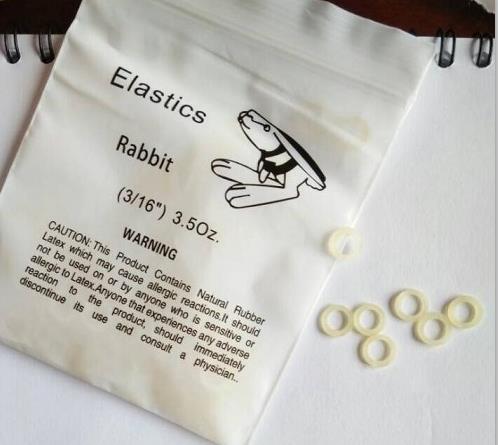 Elastics
Rabbit
(3/16") 3.5Oz.
WARNING
CAUTION: This Product Contains Natural Rubber
Latex which may cause allergic reactions.It should
not be used on or by anyone who is sensitive or
allergic to Latex.Anyone that experiences any adverse
reaction to the product, should immediately
discontinue its use and consult a physician..